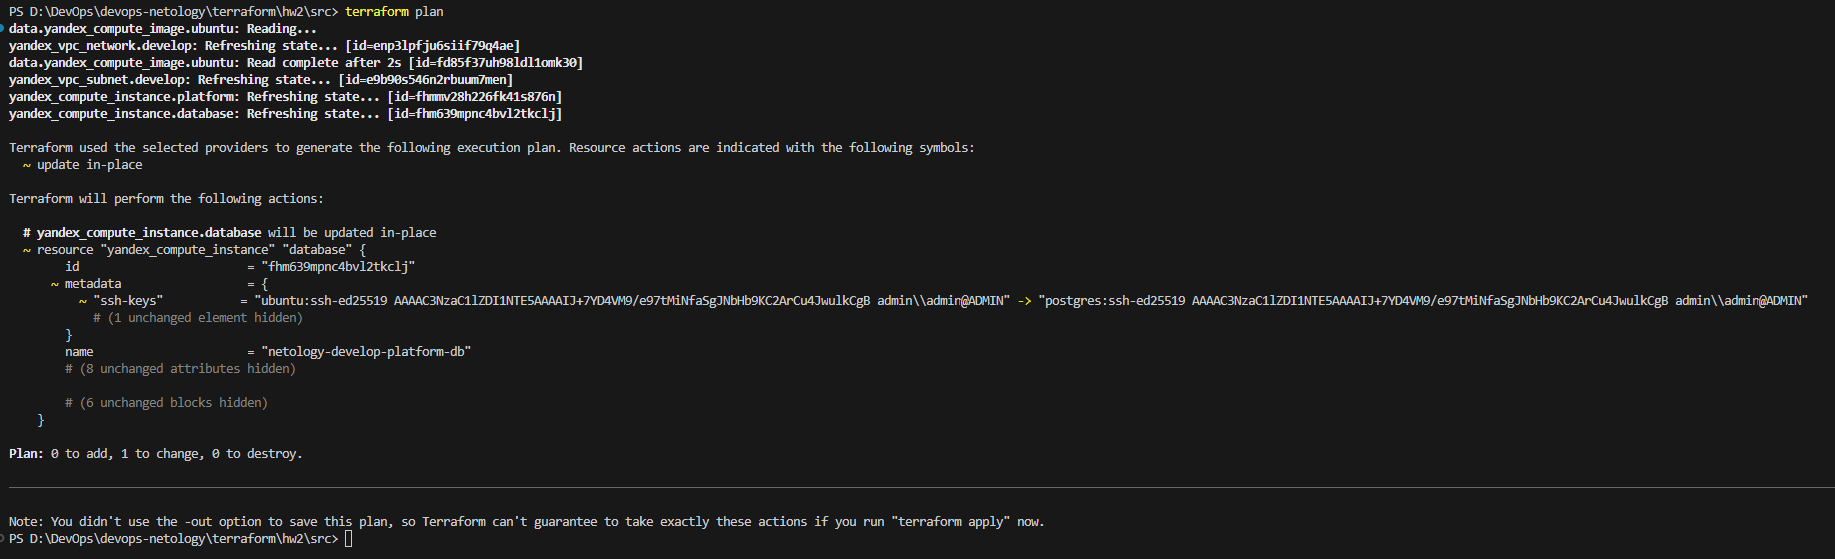 PS D:\DevOps\devops-netology\terraform\hw2\src> terraform plan
data.yandex_compute_image.ubuntu: Reading...
yandex_vpc_network.develop: Refreshing state... [id=enp3lpfju6siif79q4ae]
data.yandex_compute_image.ubuntu: Read complete after 2s [id=fd85f37uh98ldl1omk30]
yandex_vpc_subnet.develop: Refreshing state... [id=e9b90s546n2rbuum7men]
yandex_compute_instance.platform: Refreshing state... [id=fhmmv28h226fk41s876n]
yandex_compute_instance.database: Refreshing state... [id=fhm639mpnc4bvl2tkclj]
Terraform used the selected providers to generate the following execution plan. Resource actions are indicated with the following symbols:
~ update in-place
Terraform will perform the following actions:
# yandex_compute_instance.database will be updated in-place
~ resource "yandex_compute_instance" "database" {
id = "fhm639mpnc4bvl2tkclj"
~ metadata = {
~ "ssh-keys" = "ubuntu:ssh-ed25519 AAAAC3NzaC1lZDI1NTE5AAAAIJ+7YD4VM9/e97tMiNfaSgJNbHb9KC2ArCu4JwulkCgB admin\\admin@ADMIN" -> "postgres:ssh-ed25519 AAAAC3NzaC1lZDI1NTE5AAAAIJ+7YD4VM9/e97tMiNfaSgJNbHb9KC2ArCu4JwulkCgB admin\\admin@ADMIN"
# (1 unchanged element hidden)
}
name = "netology-develop-platform-db"
# (8 unchanged attributes hidden)
# (6 unchanged blocks hidden)
}
Plan: 0 to add, 1 to change, 0 to destroy.
Note: You didn't use the -out option to save this plan, so Terraform can't guarantee to take exactly these actions if you run "terraform apply" now.
PS D:\DevOps\devops-netology\terraform\hw2\src>